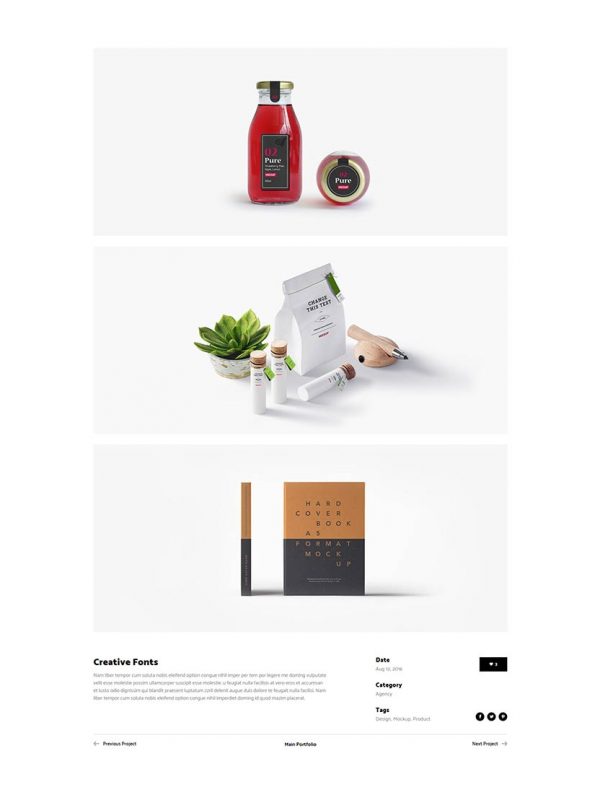 02
Pure
MOCKUP
02
Pure
MOCKUP
CHANGE
THIS TEXT
MOCKUP
HARD
COVER
BOOK
AS
FORMAT
MOCK
UP
Creative Fonts
Nam liber tempor cum soluta nobis eleifend option congue nihil imper per tem por legere me doming vulputate
velit esse molestie possim ullamcorper suscipit esse molestie. u feugiat nulla facilisis at vero eros et accumsan
et iusto odio dignissim qui blandit praesent luptatum zzril delenit augue duis dolore te feugait nulla facilisi. Nam
liber tempor cum soluta nobis eleifend option congue nihil imperdiet doming id quod mazim placerat.
Date
Aug 12, 2016
Category
Agency
Tags
Design, Mockup, Product
3
Previous Project
Main Portfolio
Next Project